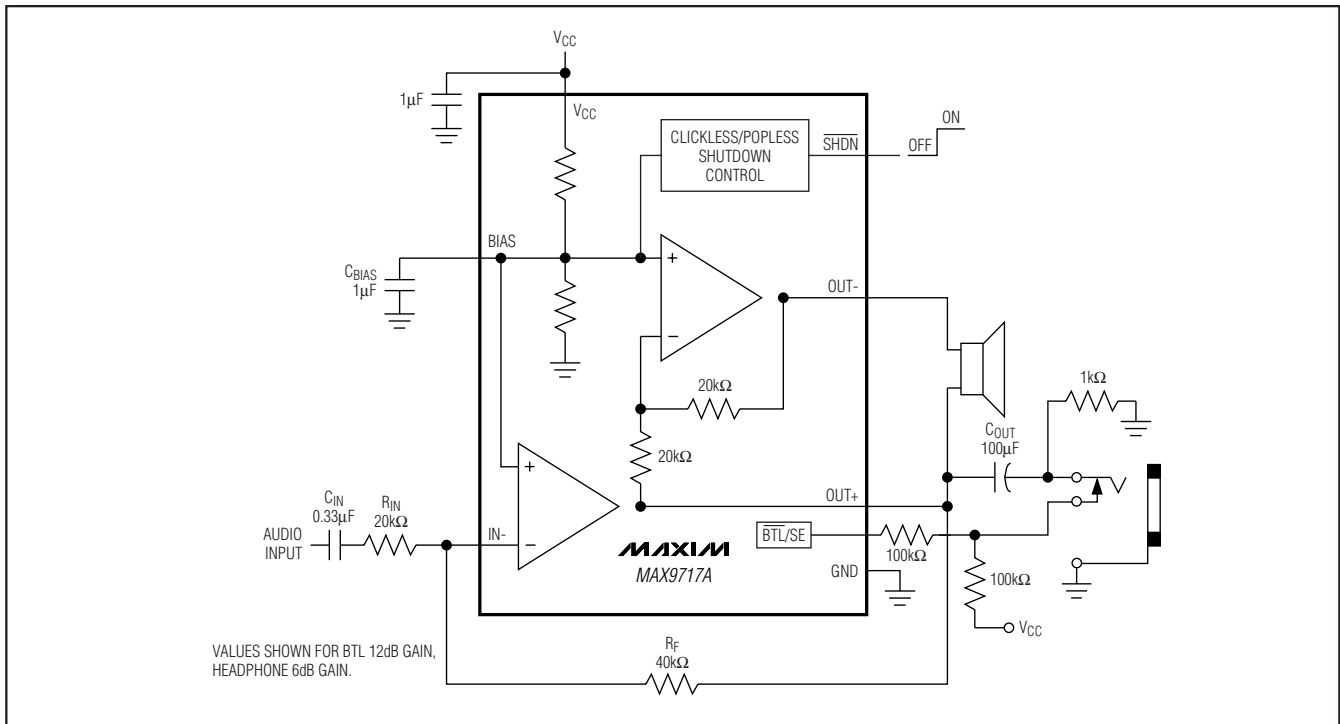 VCC
1µF
VCC
CLICKLESS/POPLESS
SHUTDOWN
CONTROL
SHDN
ON
OFF
BIAS
CBIAS
1µF
+
−
OUT-
20kΩ
20kΩ
1kΩ
COUT
100µF
CIN
0.33µF
RIN
20kΩ
AUDIO
INPUT
IN-
+
−
OUT+
BTL/SE
100kΩ
100kΩ
MAXIM
MAX9717A
GND
VCC
VALUES SHOWN FOR BTL 12dB GAIN,
HEADPHONE 6dB GAIN.
RF
40kΩ